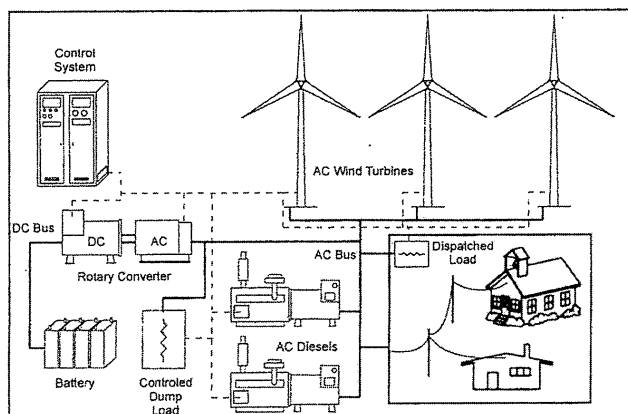 Control
System
AC Wind Turbines
DC Bus
DC
AC
Rotary Converter
AC Bus
Dispatched
Load
Battery
Controled
Dump
Load
AC Diesels